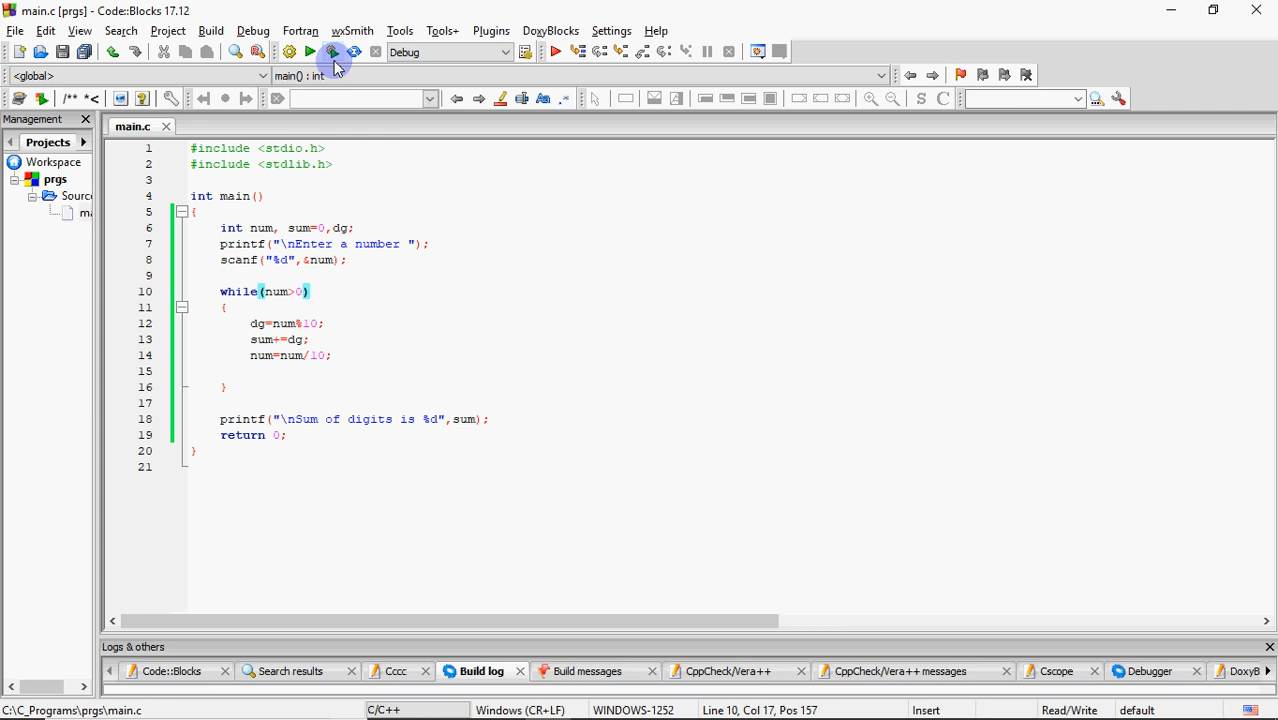 main.c [prgs] - Code::Blocks 17.12
File Edit View Search Project Build Debug Fortran wxSmith Tools Tools+ Plugins DoxyBlocks Settings Help
Debug
<global> main() : int
/** *<
Aa .*
S C
Management
Projects
main.c
Workspace
prgs
Sourc
ma
1 #include <stdio.h>
2 #include <stdlib.h>
3
4 int main()
5 {
6 int num, sum=0,dg;
7 printf("\nEnter a number ");
8 scanf("%d",&num);
9
10 while(num>0)
11 {
12 dg=num%10;
13 sum+=dg;
14 num=num/10;
15
16 }
17
18 printf("\nSum of digits is %d",sum);
19 return 0;
20 }
21
Logs & others
Code::Blocks Search results Cccc Build log Build messages CppCheck/Vera++ CppCheck/Vera++ messages Cscope Debugger DoxyB
C:\C_Programs\prgs\main.c C/C++ Windows (CR+LF) WINDOWS-1252 Line 10, Col 17, Pos 157 Insert Read/Write default